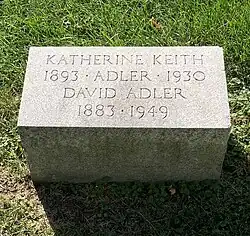 KATHERINE KEITH
1893 · ADLER · 1930
DAVID ADLER
1883 · 1949